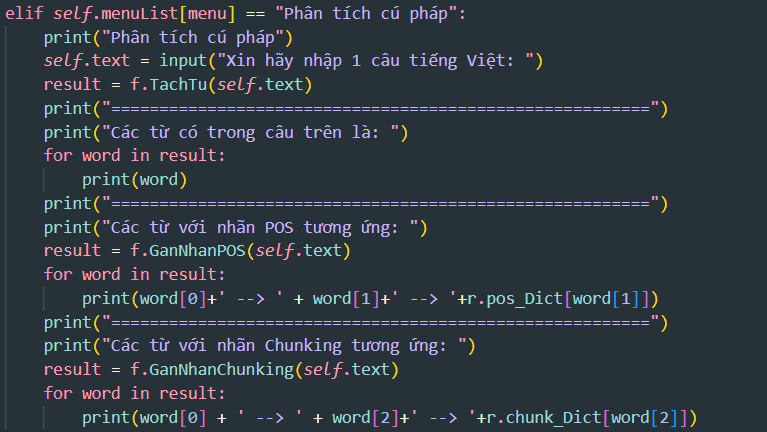 elif self.menuList[menu] == "Phân tích cú pháp":
    print("Phân tích cú pháp")
    self.text = input("Xin hãy nhập 1 câu tiếng Việt: ")
    result = f.TachTu(self.text)
    print("========================================================")
    print("Các từ có trong câu trên là: ")
    for word in result:
        print(word)
    print("========================================================")
    print("Các từ với nhãn POS tương ứng: ")
    result = f.GanNhanPOS(self.text)
    for word in result:
        print(word[0]+' --> ' + word[1]+' --> '+r.pos_Dict[word[1]])
    print("========================================================")
    print("Các từ với nhãn Chunking tương ứng: ")
    result = f.GanNhanChunking(self.text)
    for word in result:
        print(word[0] + ' --> ' + word[2]+' --> '+r.chunk_Dict[word[2]])